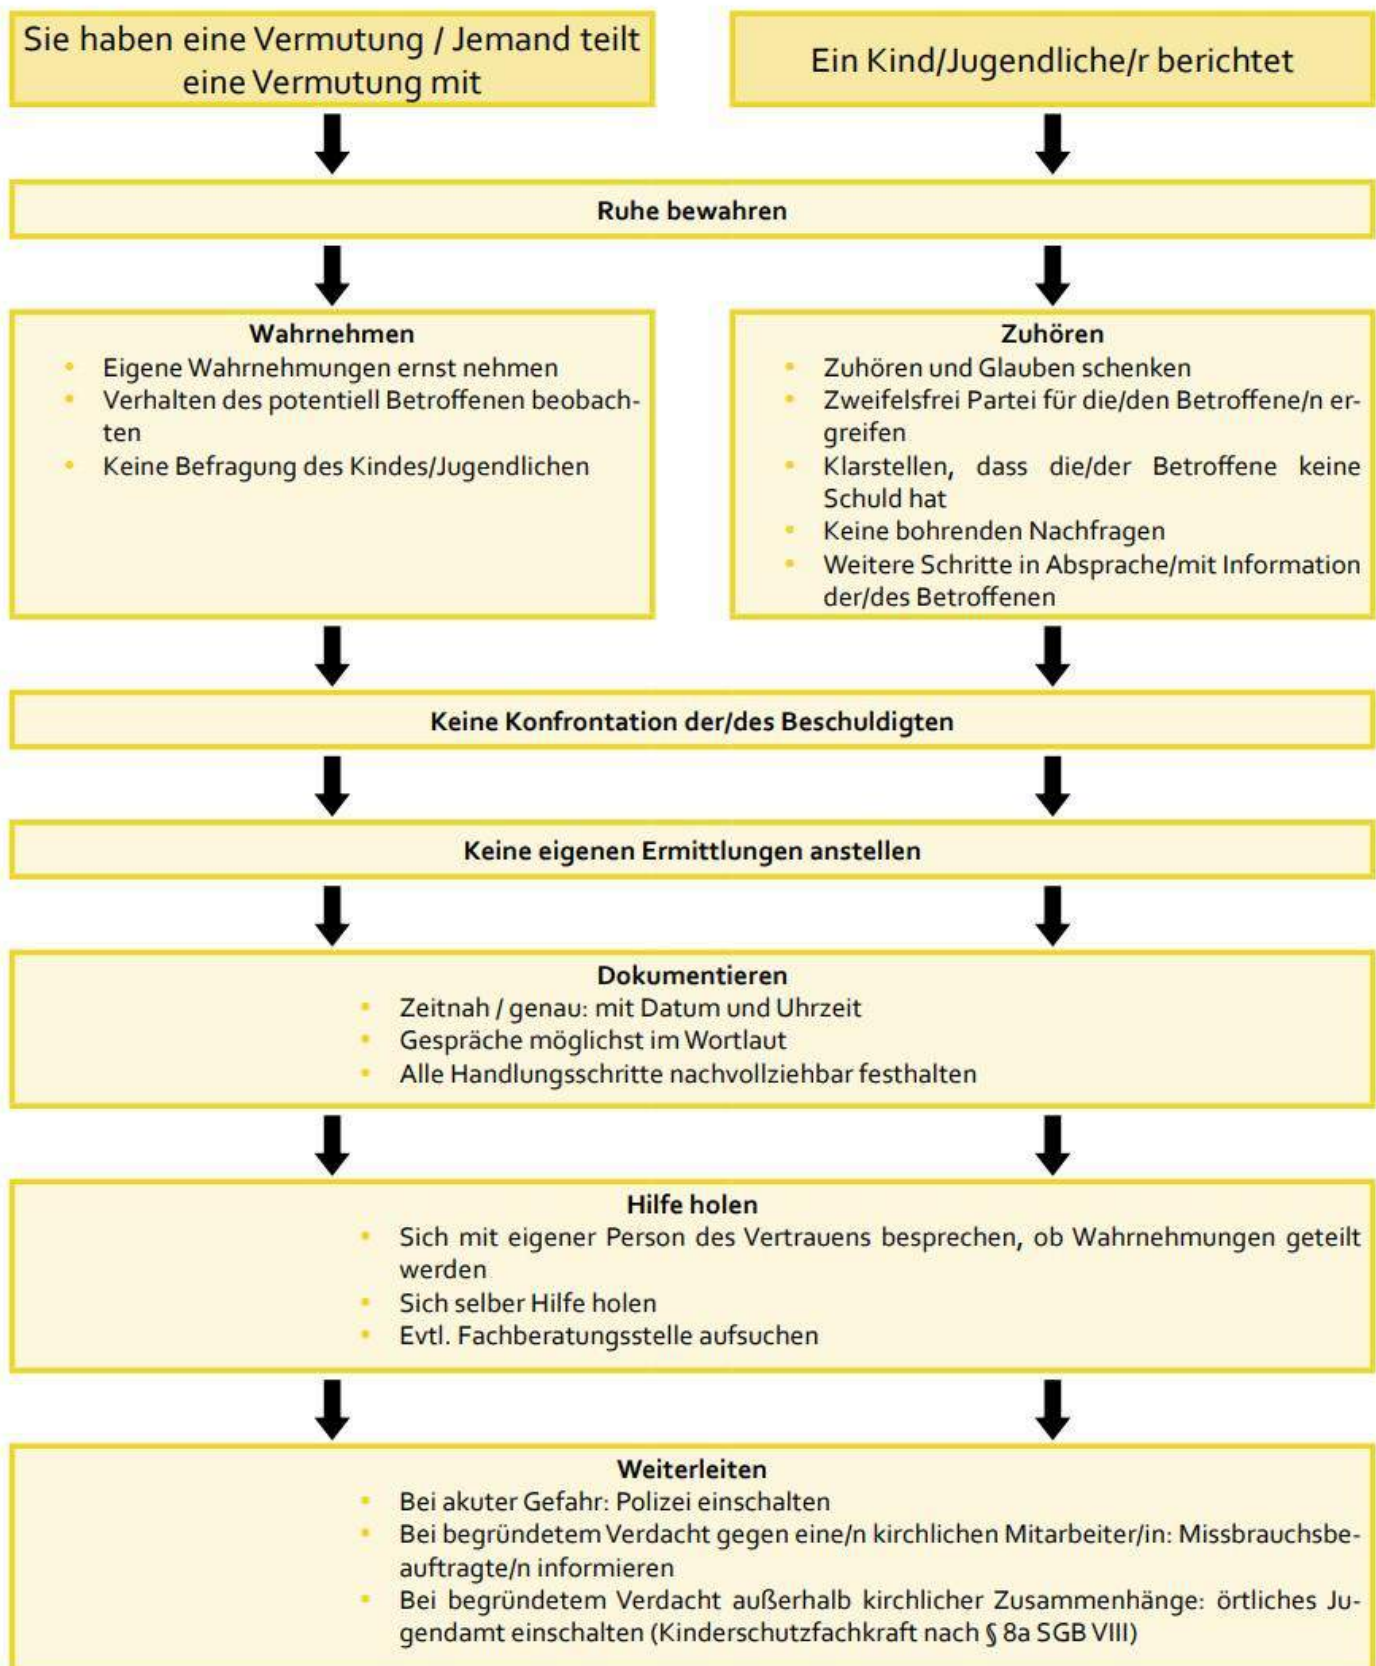 Sie haben eine Vermutung / Jemand teilt
eine Vermutung mit
Ein Kind/Jugendliche/r berichtet
Ruhe bewahren
Wahrnehmen
• Eigene Wahrnehmungen ernst nehmen
• Verhalten des potentiell Betroffenen beobach-
ten
• Keine Befragung des Kindes/Jugendlichen
Zuhören
• Zuhören und Glauben schenken
• Zweifelsfrei Partei für die/den Betroffene/n er-
greifen
• Klarstellen, dass die/der Betroffene keine
Schuld hat
• Keine bohrenden Nachfragen
• Weitere Schritte in Absprache/mit Information
der/des Betroffenen
Keine Konfrontation der/des Beschuldigten
Keine eigenen Ermittlungen anstellen
Dokumentieren
• Zeitnah / genau: mit Datum und Uhrzeit
• Gespräche möglichst im Wortlaut
• Alle Handlungsschritte nachvollziehbar festhalten
Hilfe holen
• Sich mit eigener Person des Vertrauens besprechen, ob Wahrnehmungen geteilt
werden
• Sich selber Hilfe holen
• Evtl. Fachberatungsstelle aufsuchen
Weiterleiten
• Bei akuter Gefahr: Polizei einschalten
• Bei begründetem Verdacht gegen eine/n kirchlichen Mitarbeiter/in: Missbrauchsbe-
auftragte/n informieren
• Bei begründetem Verdacht außerhalb kirchlicher Zusammenhänge: örtliches Ju-
gendamt einschalten (Kinderschutzfachkraft nach § 8a SGB VIII)